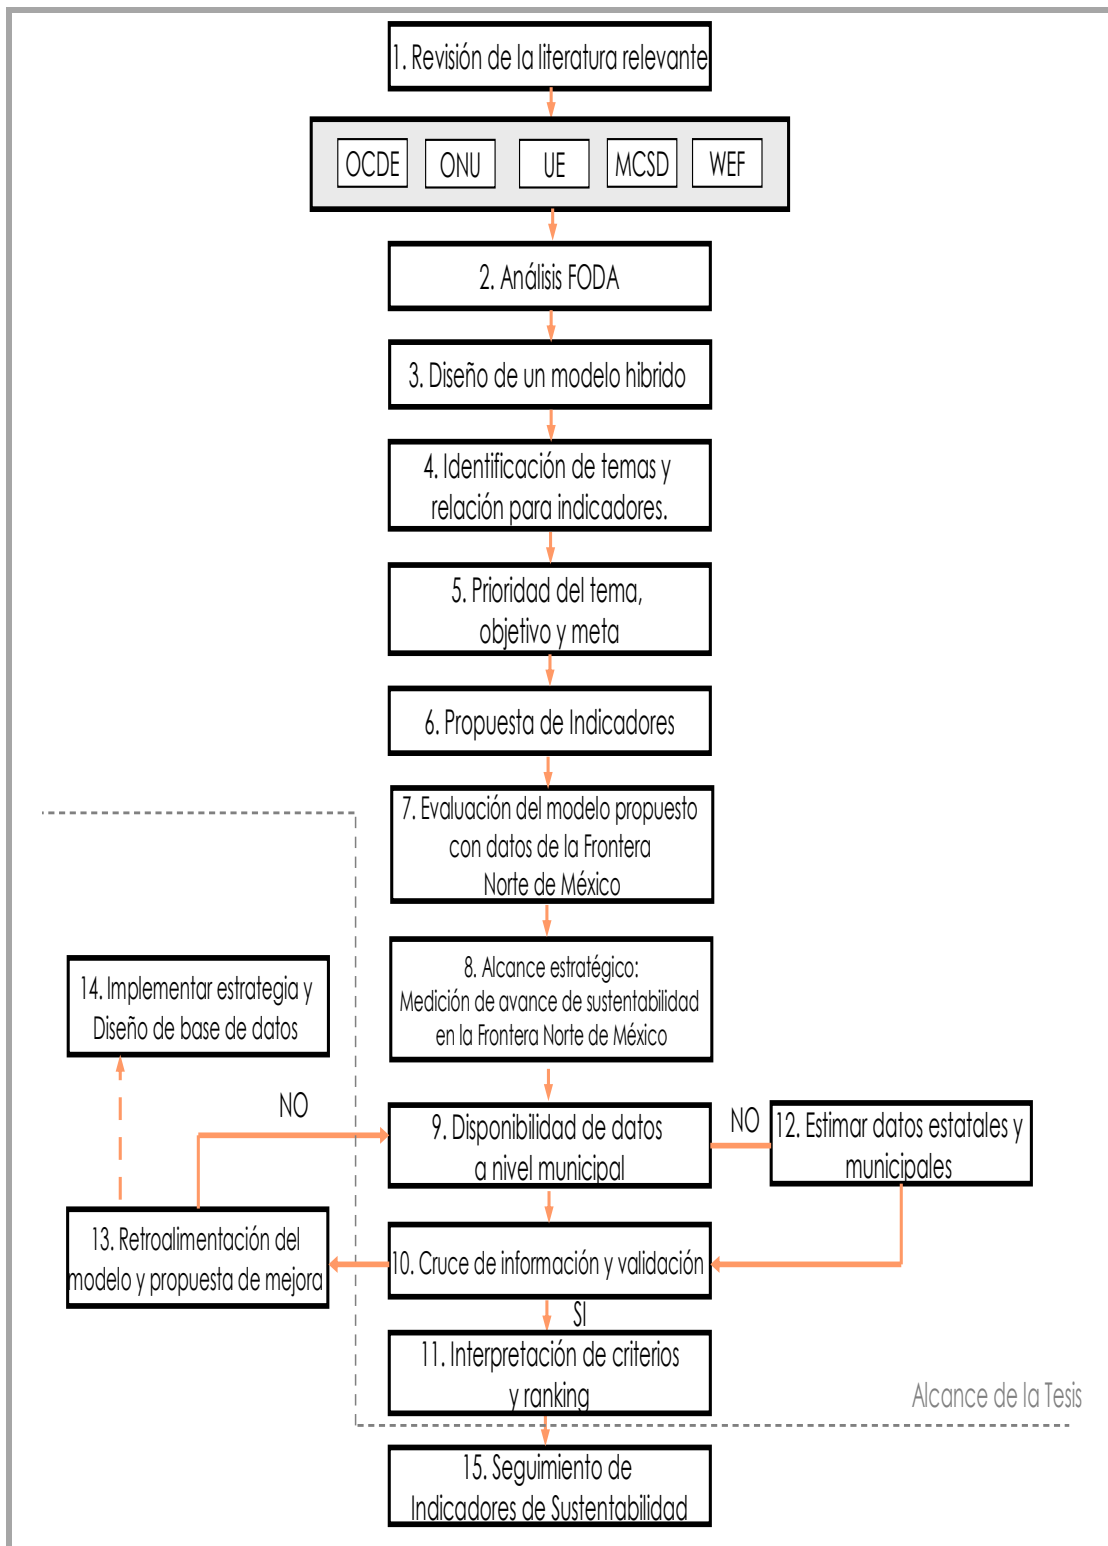 1. Revisión de la literatura relevante
OCDE
ONU
UE
MCSD
WEF
2. Análisis FODA
3. Diseño de un modelo hibrido
4. Identificación de temas y
relación para indicadores.
5. Prioridad del tema,
objetivo y meta
6. Propuesta de Indicadores
7. Evaluación del modelo propuesto
con datos de la Frontera
Norte de México
8. Alcance estratégico:
Medición de avance de sustentabilidad
en la Frontera Norte de México
14. Implementar estrategia y
Diseño de base de datos
NO
9. Disponibilidad de datos
a nivel municipal
NO
12. Estimar datos estatales y
municipales
13. Retroalimentación del
modelo y propuesta de mejora
10. Cruce de información y validación
SI
11. Interpretación de criterios
y ranking
Alcance de la Tesis
15. Seguimiento de
Indicadores de Sustentabilidad